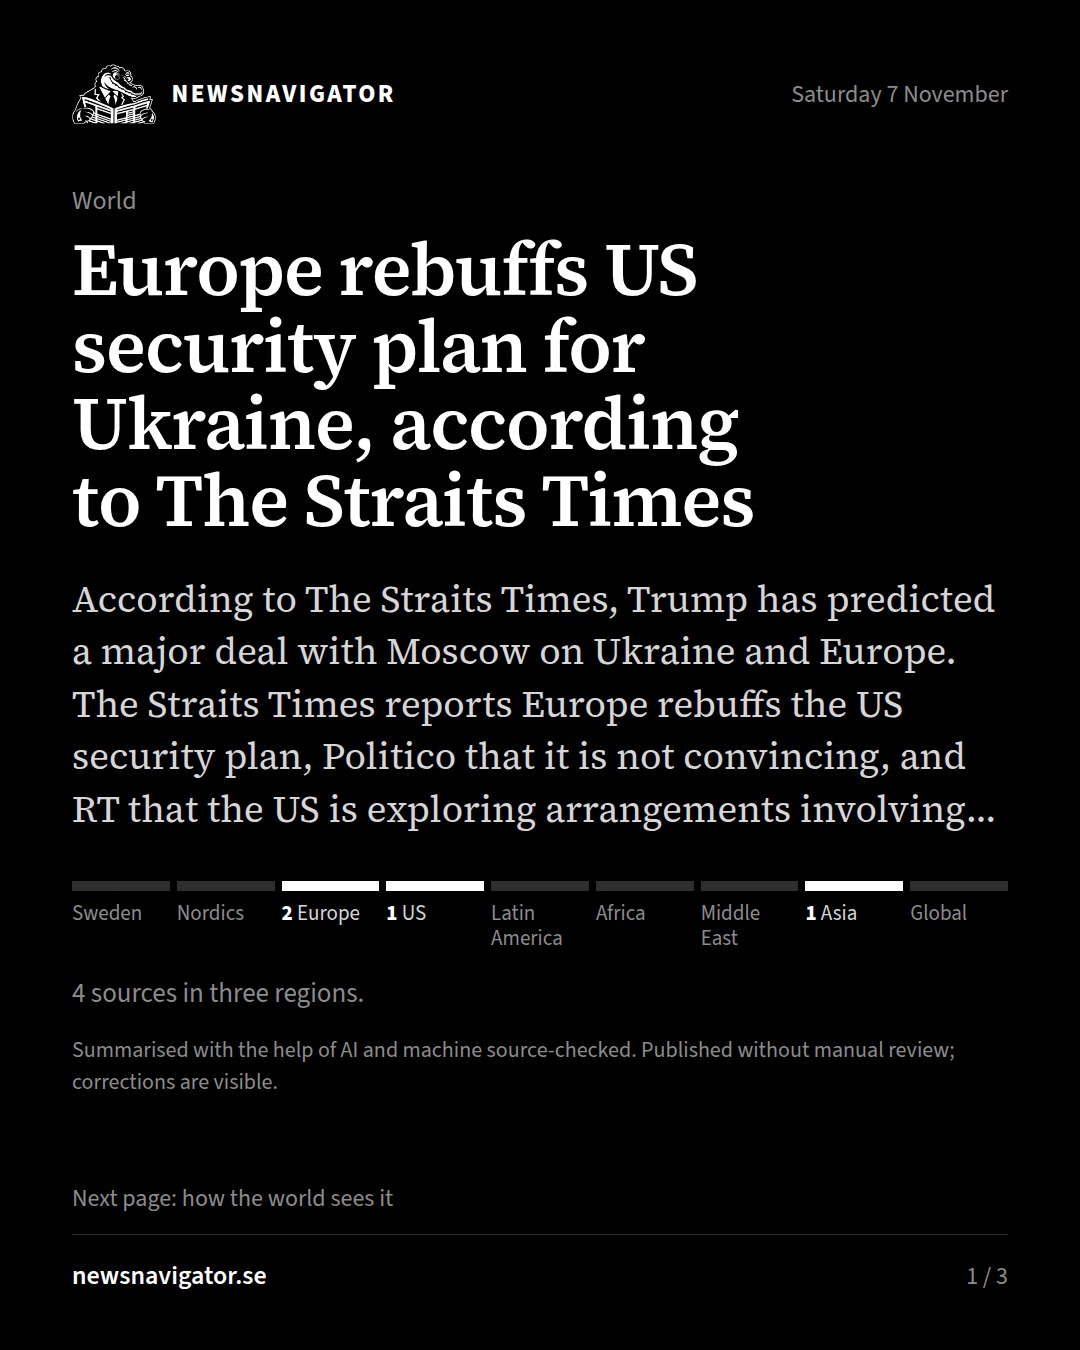 NEWSNAVIGATOR
Saturday 7 November
World
Europe rebuffs US
security plan for
Ukraine, according
to The Straits Times
According to The Straits Times, Trump has predicted
a major deal with Moscow on Ukraine and Europe.
The Straits Times reports Europe rebuffs the US
security plan, Politico that it is not convincing, and
RT that the US is exploring arrangements involving...
Sweden
Nordics
2 Europe
1 US
Latin
America
Africa
Middle
East
1 Asia
Global
4 sources in three regions.
Summarised with the help of AI and machine source-checked. Published without manual review;
corrections are visible.
Next page: how the world sees it
newsnavigator.se
1 / 3